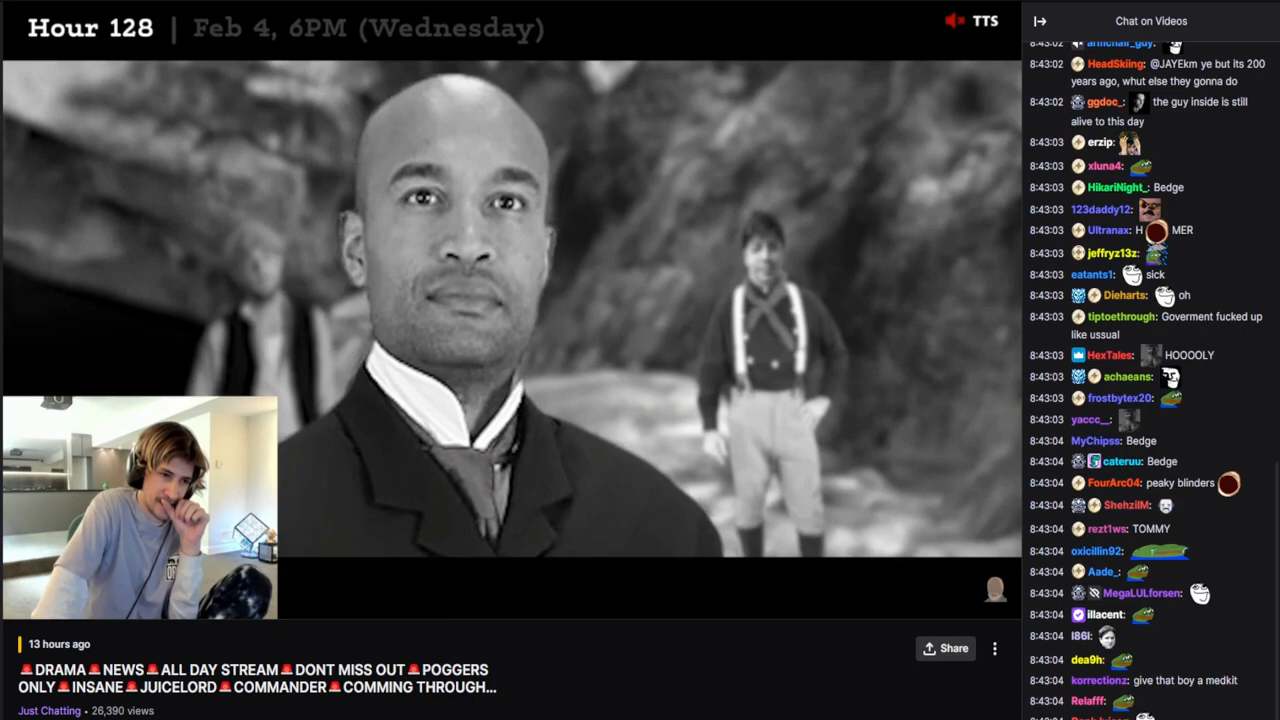 Hour 128 | Feb 4, 6PM (Wednesday)
TTS
Chat on Videos
8:43:02 armchair_guy:
8:43:02 HeadSkiing: @JAYEkm ye but its 200
years ago, whut else they gonna do
8:43:02 ggdoc_: the guy inside is still
alive to this day
8:43:03 erzip:
8:43:03 xluna4:
8:43:03 HikariNight_: Bedge
8:43:03 123daddy12:
8:43:03 Ultranax: H MER
8:43:03 jeffryz13z:
8:43:03 eatants1: sick
8:43:03 Dieharts: oh
8:43:03 tiptoethrough: Goverment fucked up
like ussual
8:43:03 HexTales: HOOOOLY
8:43:03 achaeans:
8:43:03 frostbytex20:
8:43:03 yaccc__:
8:43:04 MyChipss: Bedge
8:43:04 cateruu: Bedge
8:43:04 FourArc04: peaky blinders
8:43:04 ShehzilM:
8:43:04 rezt1ws: TOMMY
8:43:04 oxicillin92:
8:43:04 Aade_:
8:43:04 MegaLULforsen:
8:43:04 illacent:
8:43:04 l86l:
8:43:04 dea9h:
8:43:04 korrectionz: give that boy a medkit
8:43:04 Relafff:
13 hours ago
Share
DRAMA NEWS ALL DAY STREAM DONT MISS OUT POGGERS
ONLY INSANE JUICELORD COMMANDER COMMING THROUGH...
Just Chatting • 26,390 views